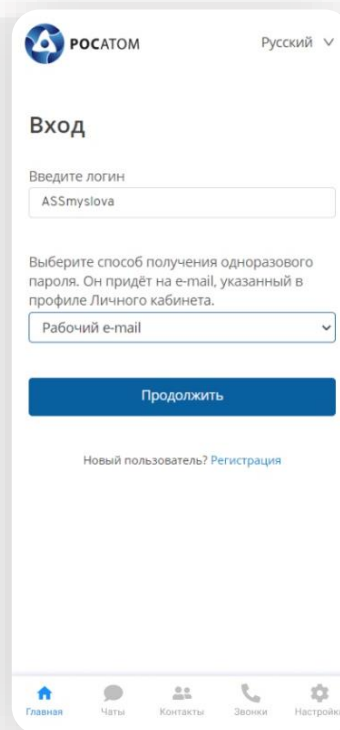 РОСАТОМ
Русский
Вход
Введите логин
ASSmyslova
Выберите способ получения одноразового
пароля. Он придёт на e-mail, указанный в
профиле Личного кабинета.
Рабочий e-mail
Продолжить
Новый пользователь? Регистрация
Главная Чаты Контакты Звонки Настройки